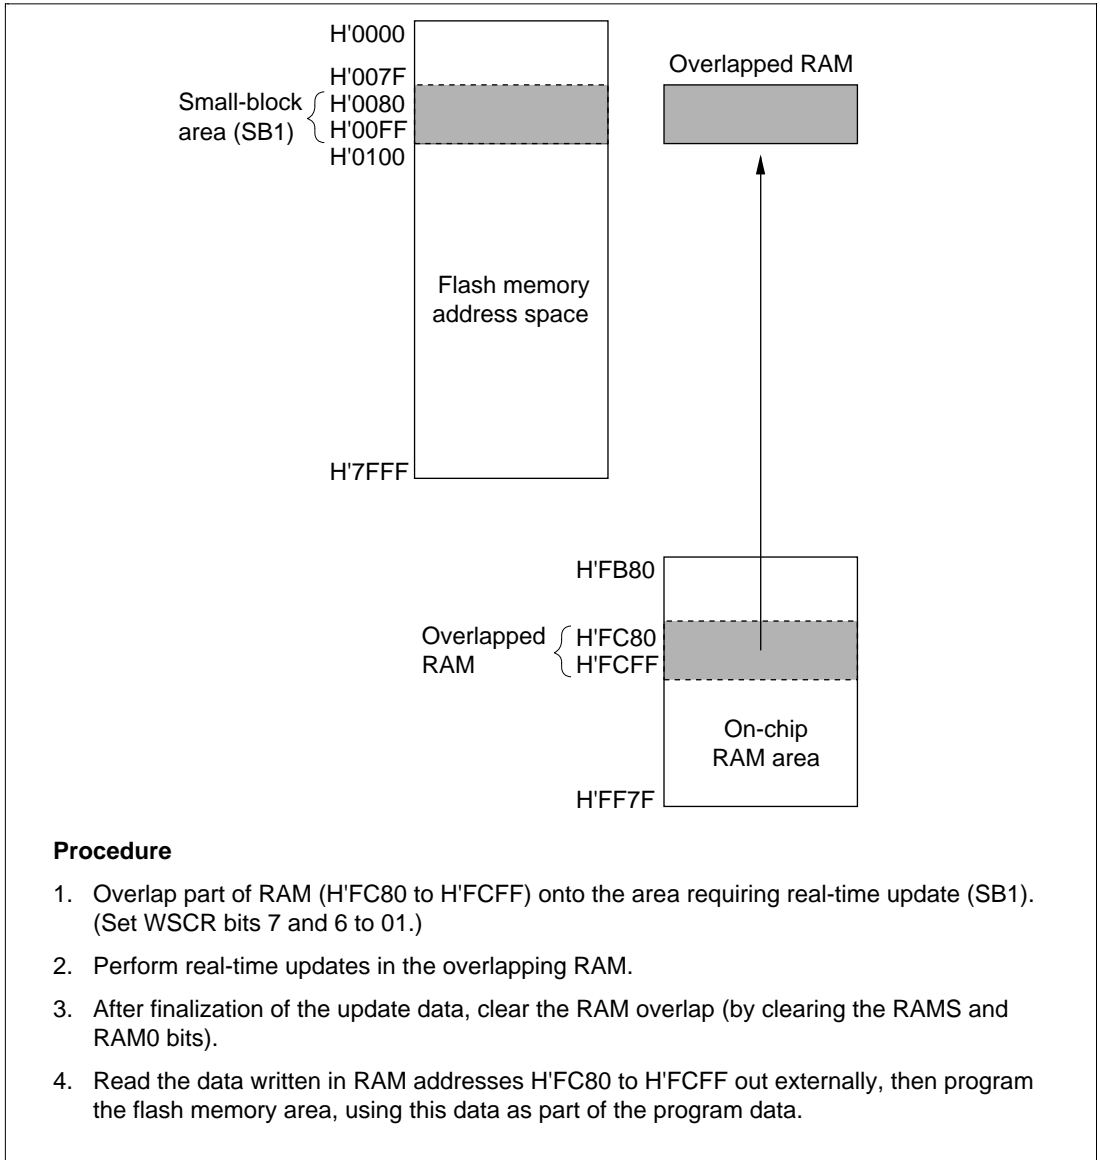 H'0000
H'007F
Overlapped RAM
Small-block
area (SB1)
H'0080
H'00FF
H'0100
Flash memory
address space
H'7FFF
H'FB80
Overlapped
RAM
H'FC80
H'FCFF
On-chip
RAM area
H'FF7F
Procedure
1. Overlap part of RAM (H'FC80 to H'FCFF) onto the area requiring real-time update (SB1).
(Set WSCR bits 7 and 6 to 01.)
2. Perform real-time updates in the overlapping RAM.
3. After finalization of the update data, clear the RAM overlap (by clearing the RAMS and
RAM0 bits).
4. Read the data written in RAM addresses H'FC80 to H'FCFF out externally, then program
the flash memory area, using this data as part of the program data.